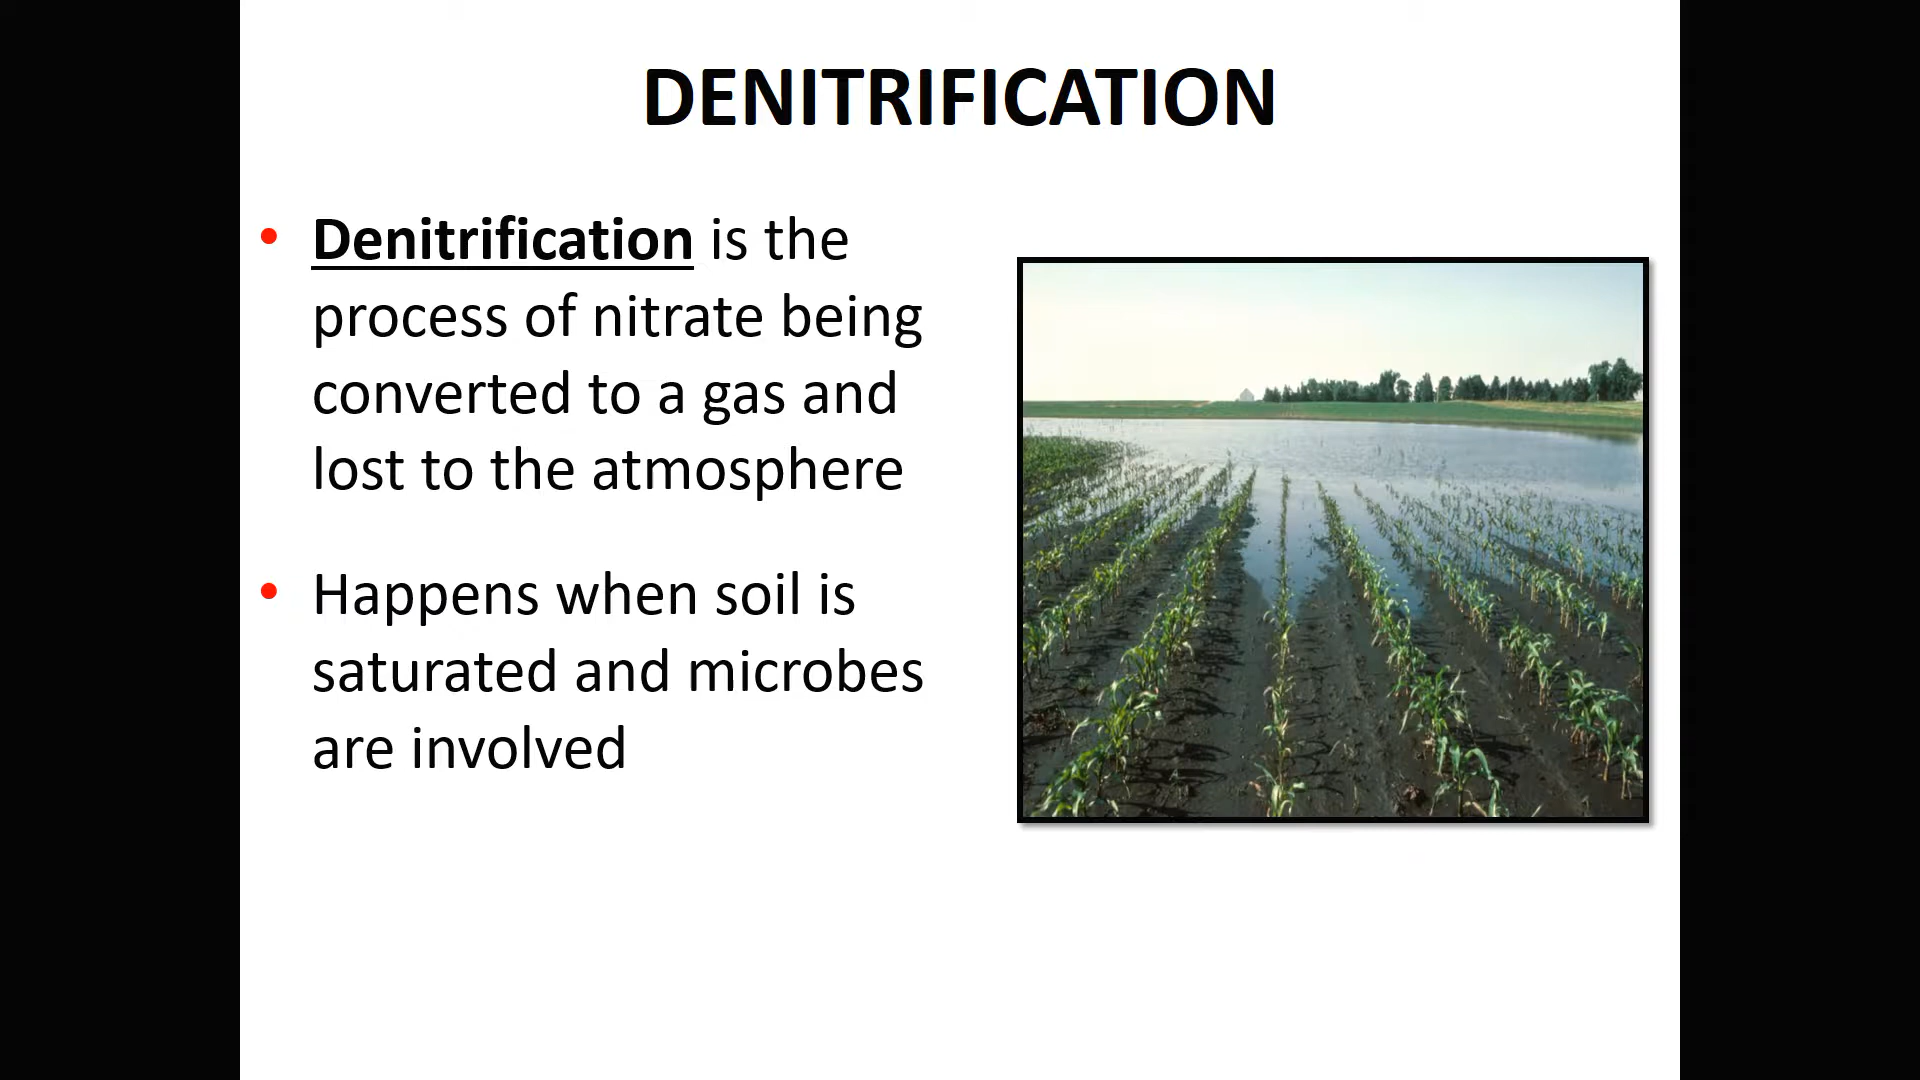 DENITRIFICATION
• Denitrification is the
process of nitrate being
converted to a gas and
lost to the atmosphere
• Happens when soil is
saturated and microbes
are involved